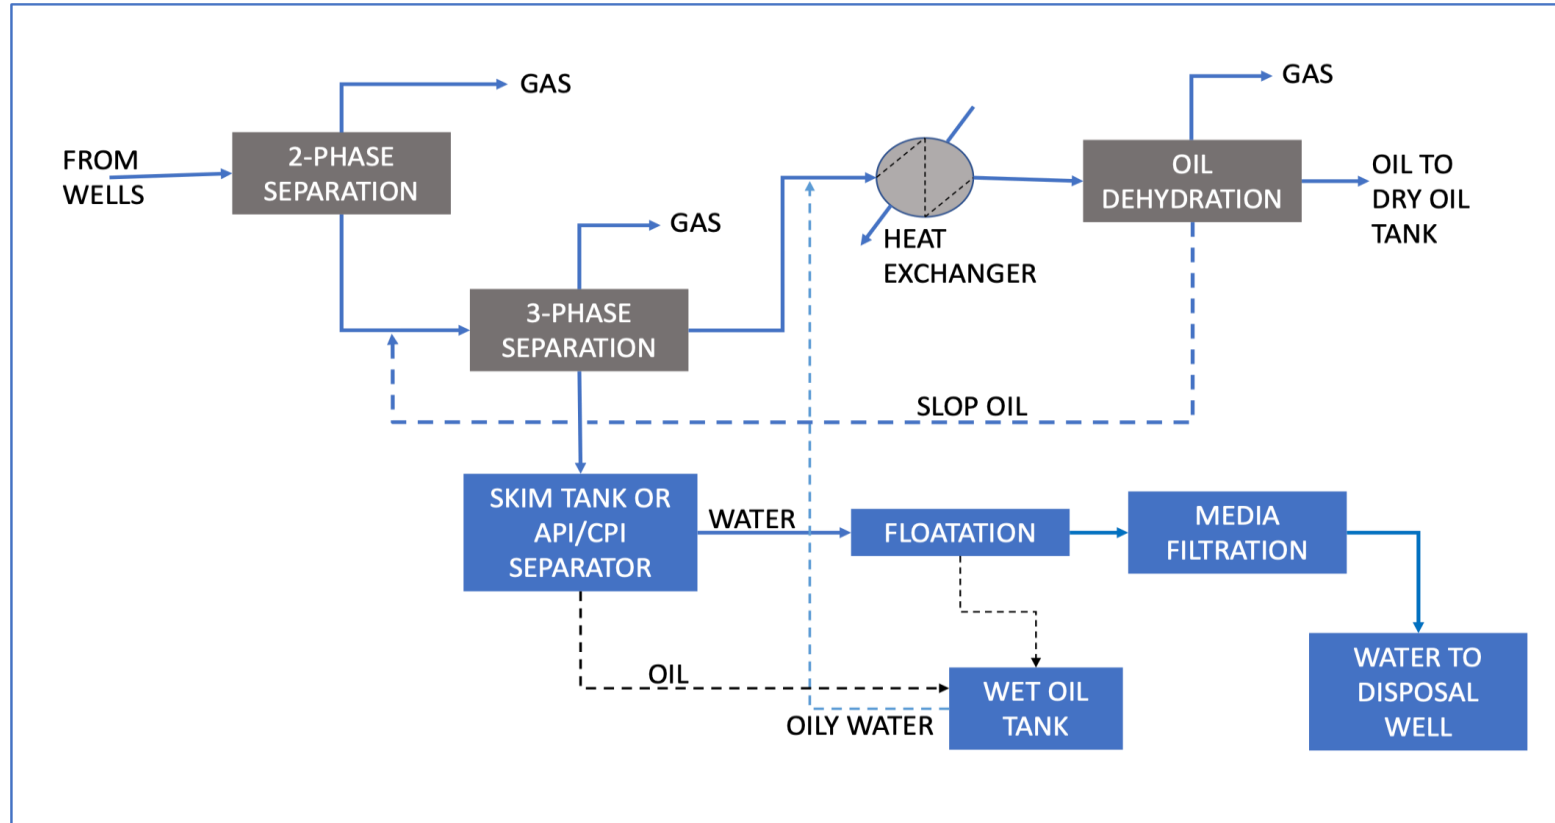 GAS
GAS
FROM
WELLS
2-PHASE
SEPARATION
OIL
DEHYDRATION
OIL TO
DRY OIL
TANK
GAS
HEAT
EXCHANGER
3-PHASE
SEPARATION
SLOP OIL
SKIM TANK OR
API/CPI
SEPARATOR
WATER
FLOATATION
MEDIA
FILTRATION
OIL
WET OIL
TANK
OILY WATER
WATER TO
DISPOSAL
WELL